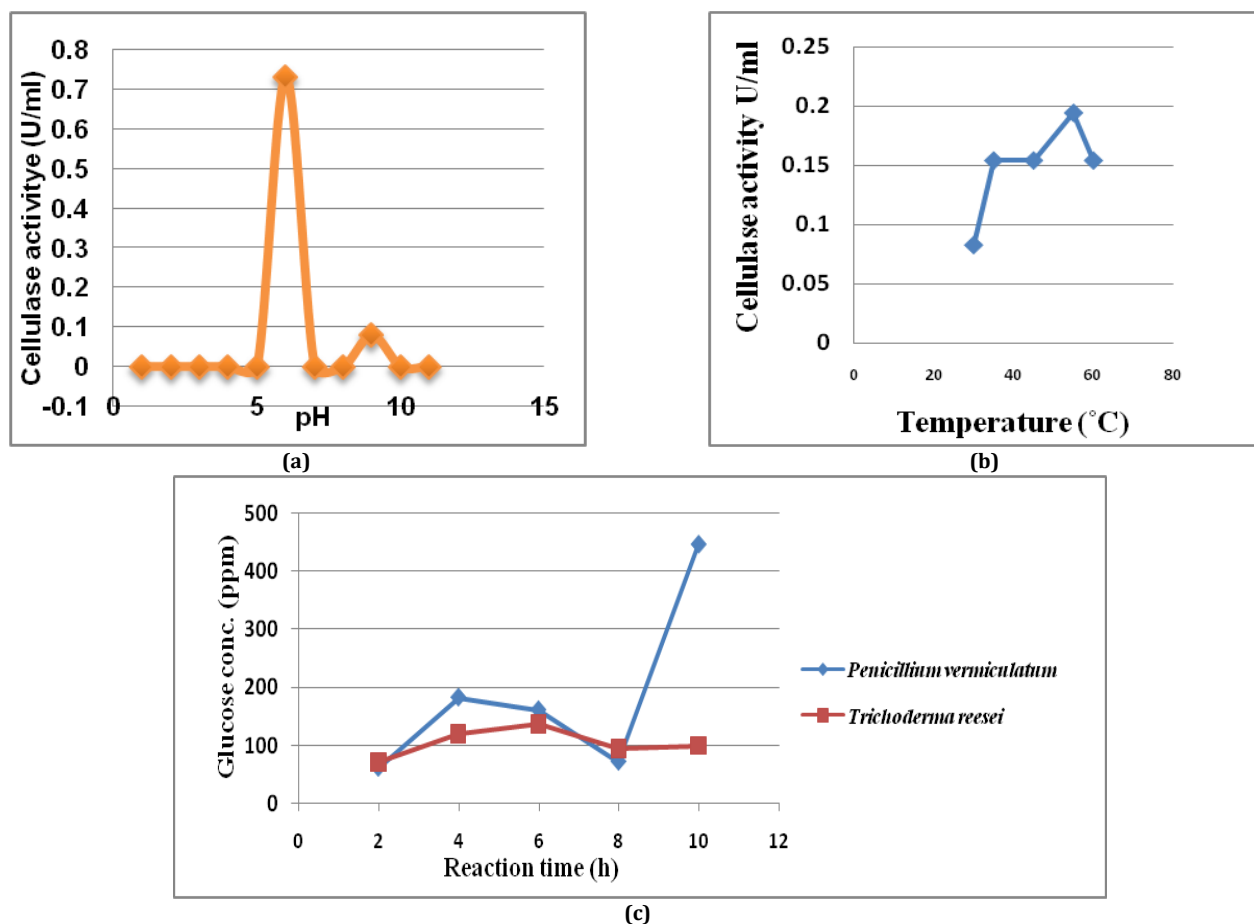 0.8
0.7
0.6
0.5
0.4
0.3
0.2
0.1
0
-0.1
Cellulase activitye (U/ml)
0 5 10 15
pH
(a)
0.25
0.2
0.15
0.1
0.05
0
Cellulase activity U/ml
0 20 40 60 80
Temperature (˚C)
(b)
500
400
300
200
100
0
Glucose conc. (ppm)
0 2 4 6 8 10 12
Reaction time (h)
Penicillium vermiculatum
Trichoderma reesei
(c)